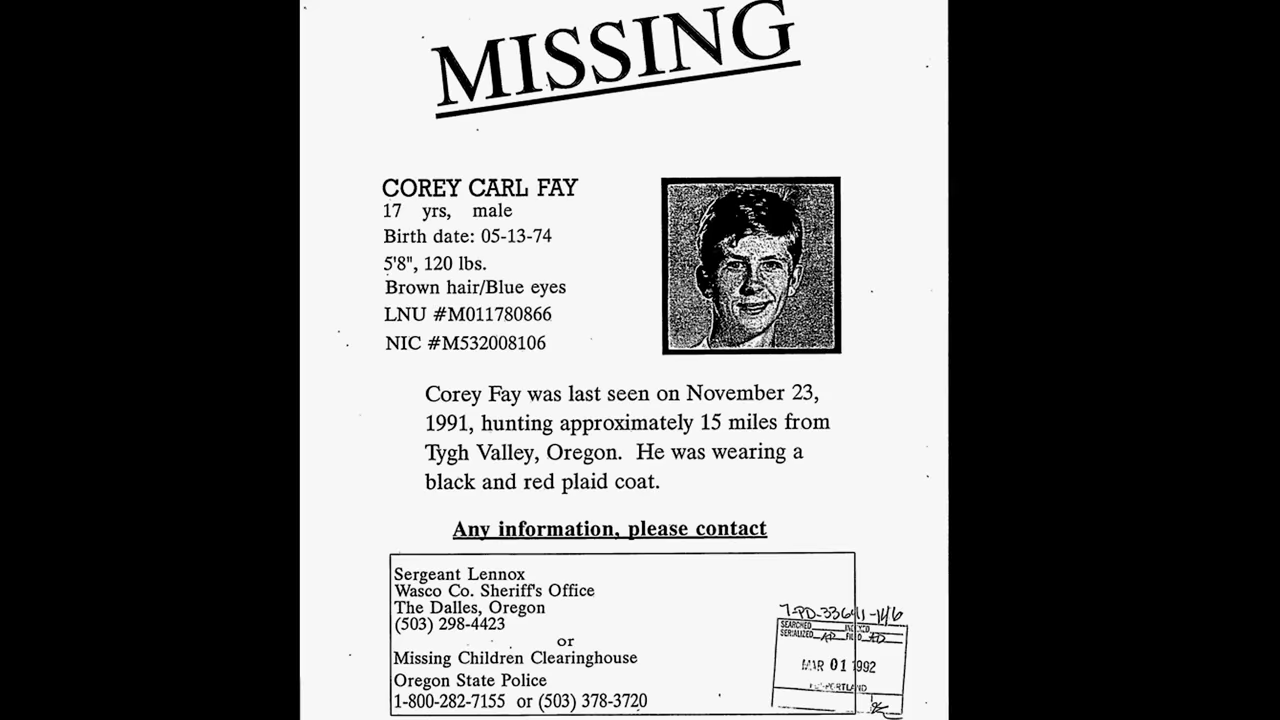 MISSING
COREY CARL FAY
17 yrs, male
Birth date: 05-13-74
5'8", 120 lbs.
Brown hair/Blue eyes
LNU #M011780866
NIC #M532008106
Corey Fay was last seen on November 23,
1991, hunting approximately 15 miles from
Tygh Valley, Oregon. He was wearing a
black and red plaid coat.
Any information, please contact
Sergeant Lennox
Wasco Co. Sheriff's Office
The Dalles, Oregon
(503) 298-4423
or
Missing Children Clearinghouse
Oregon State Police
1-800-282-7155 or (503) 378-3720
SEARCHED
SERIALIZED
MAR 01 1992
PORTLAND